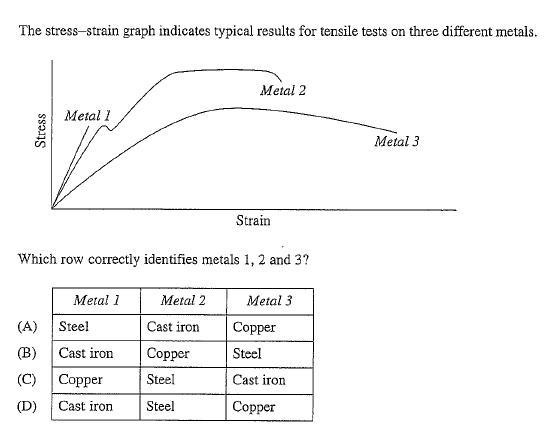 The stress–strain graph indicates typical results for tensile tests on three different metals.
Metal 2
Metal 1
Stress
Metal 3
Strain
Which row correctly identifies metals 1, 2 and 3?
Metal 1 Metal 2 Metal 3
(A) Steel Cast iron Copper
(B) Cast iron Copper Steel
(C) Copper Steel Cast iron
(D) Cast iron Steel Copper